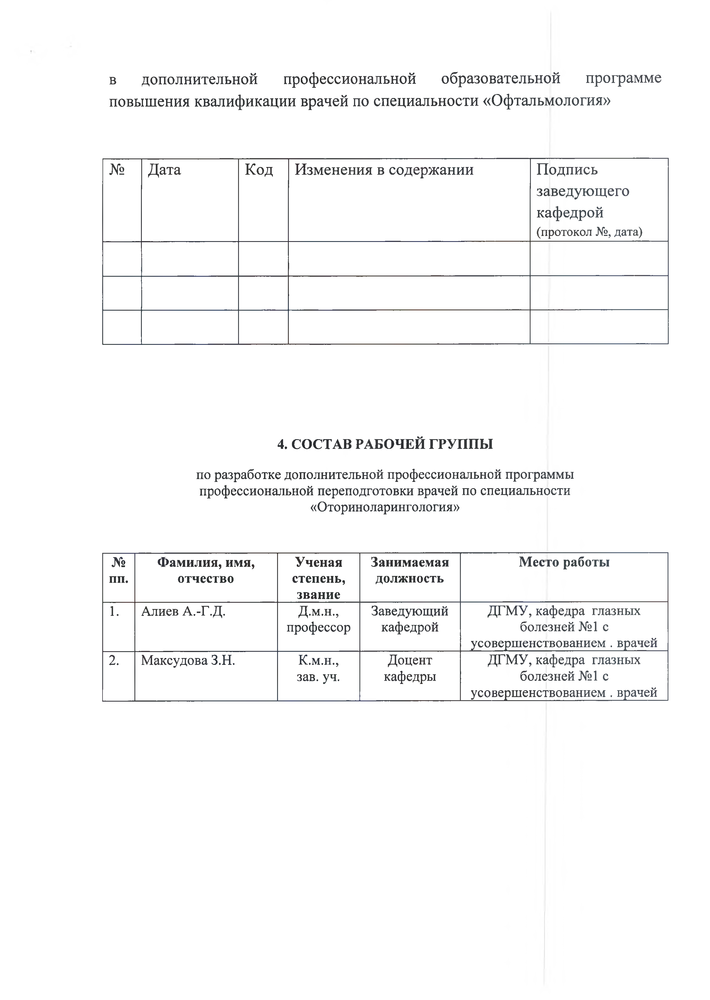 в дополнительной профессиональной образовательной программе
повышения квалификации врачей по специальности «Офтальмология»
№ Дата Код Изменения в содержании Подпись
заведующего
кафедрой
(протокол №, дата)
4. СОСТАВ РАБОЧЕЙ ГРУППЫ
по разработке дополнительной профессиональной программы
профессиональной переподготовки врачей по специальности
«Оториноларингология»
№ Фамилия, имя, Ученая Занимаемая Место работы
пп. отчество степень, должность
звание
1. Алиев А.-Г.Д. Д.м.н., Заведующий ДГМУ, кафедра глазных
профессор кафедрой болезней №1 с
усовершенствованием . врачей
2. Максудова З.Н. К.м.н., Доцент ДГМУ, кафедра глазных
зав. уч. кафедры болезней №1 с
усовершенствованием . врачей